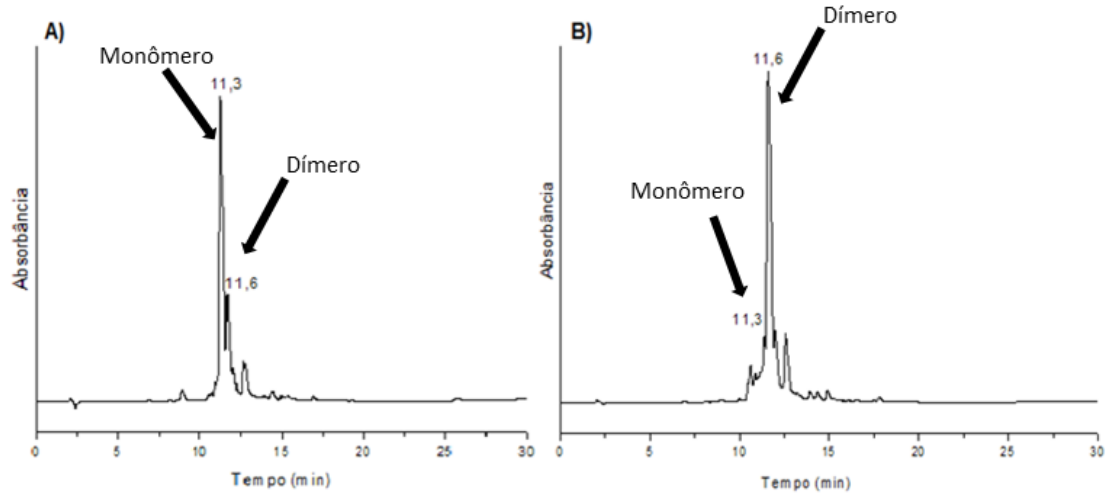 A)
Monômero
11,3
Dímero
11,6
Absorbância
0
5
10
15
20
25
30
Tempo (min)
B)
Dímero
11,6
Monômero
11,3
Absorbância
0
5
10
15
20
25
30
Tempo (min)